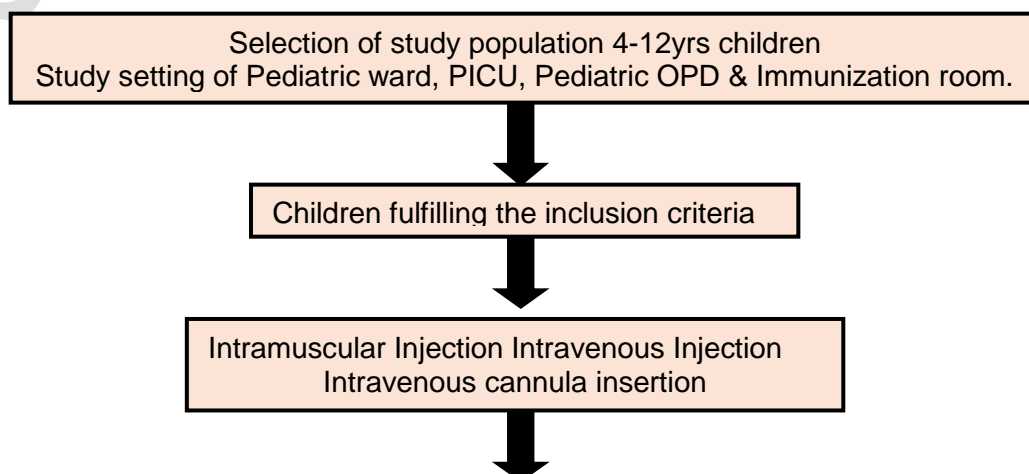 Selection of study population 4-12yrs children
Study setting of Pediatric ward, PICU, Pediatric OPD & Immunization room.
Children fulfilling the inclusion criteria
Intramuscular Injection Intravenous Injection
Intravenous cannula insertion